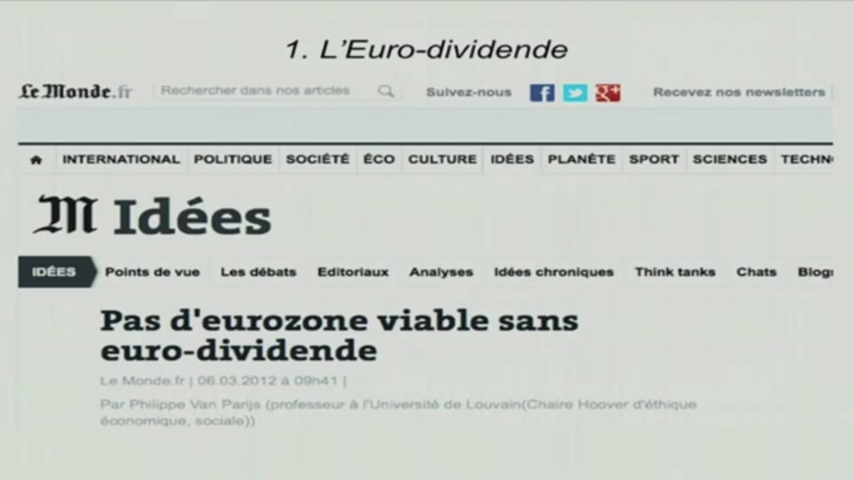 1. L'Euro-dividende
Le Monde.fr Rechercher dans nos articles Suivez-nous Recevez nos newsletters
INTERNATIONAL POLITIQUE SOCIÉTÉ ÉCO CULTURE IDÉES PLANÈTE SPORT SCIENCES TECHN
M Idées
IDÉES Points de vue Les débats Editoriaux Analyses Idées chroniques Think tanks Chats Blogs
Pas d'eurozone viable sans
euro-dividende
Le Monde.fr | 06.03.2012 à 09h41 |
Par Philippe Van Parijs (professeur à l'Université de Louvain(Chaire Hoover d'éthique
économique, sociale))